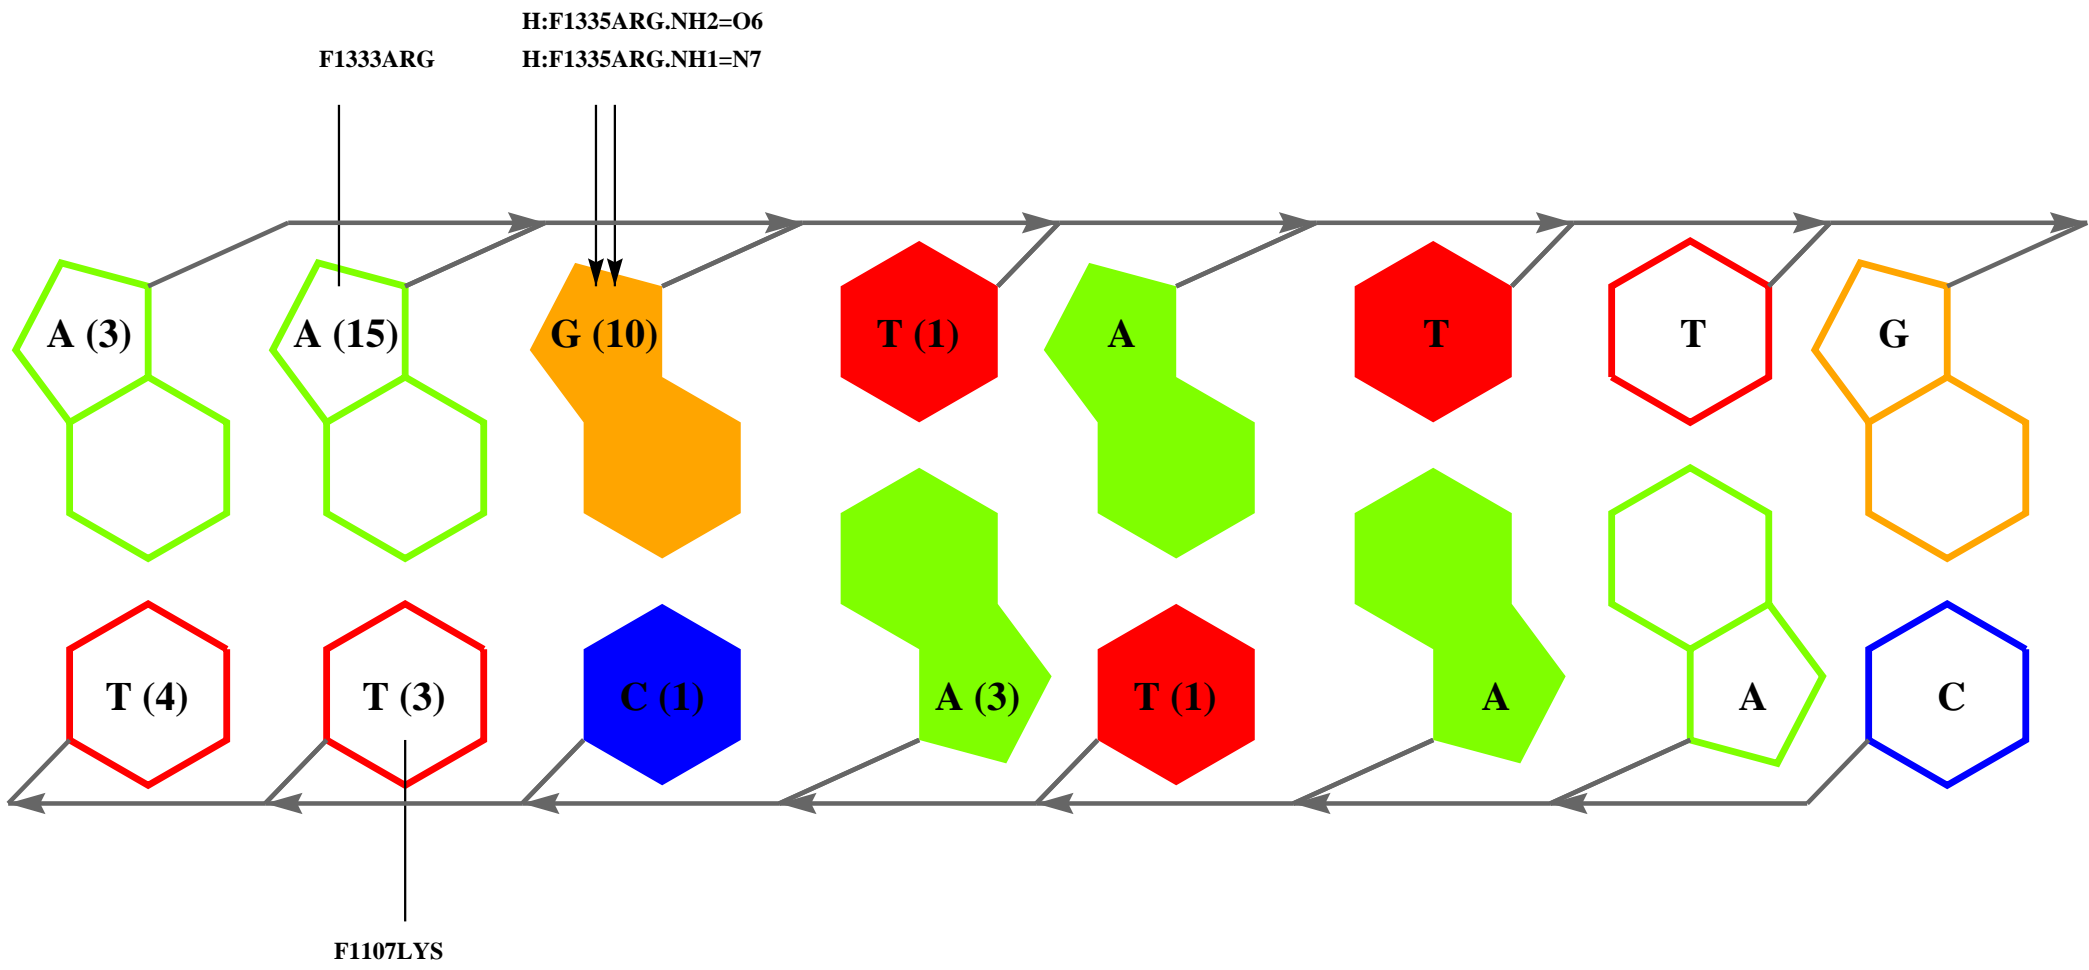 H:F1335ARG.NH2=O6
F1333ARG H:F1335ARG.NH1=N7
A (3) A (15) G (10) T (1) A T T G
T (4) T (3) C (1) A (3) T (1) A A C
F1107LYS